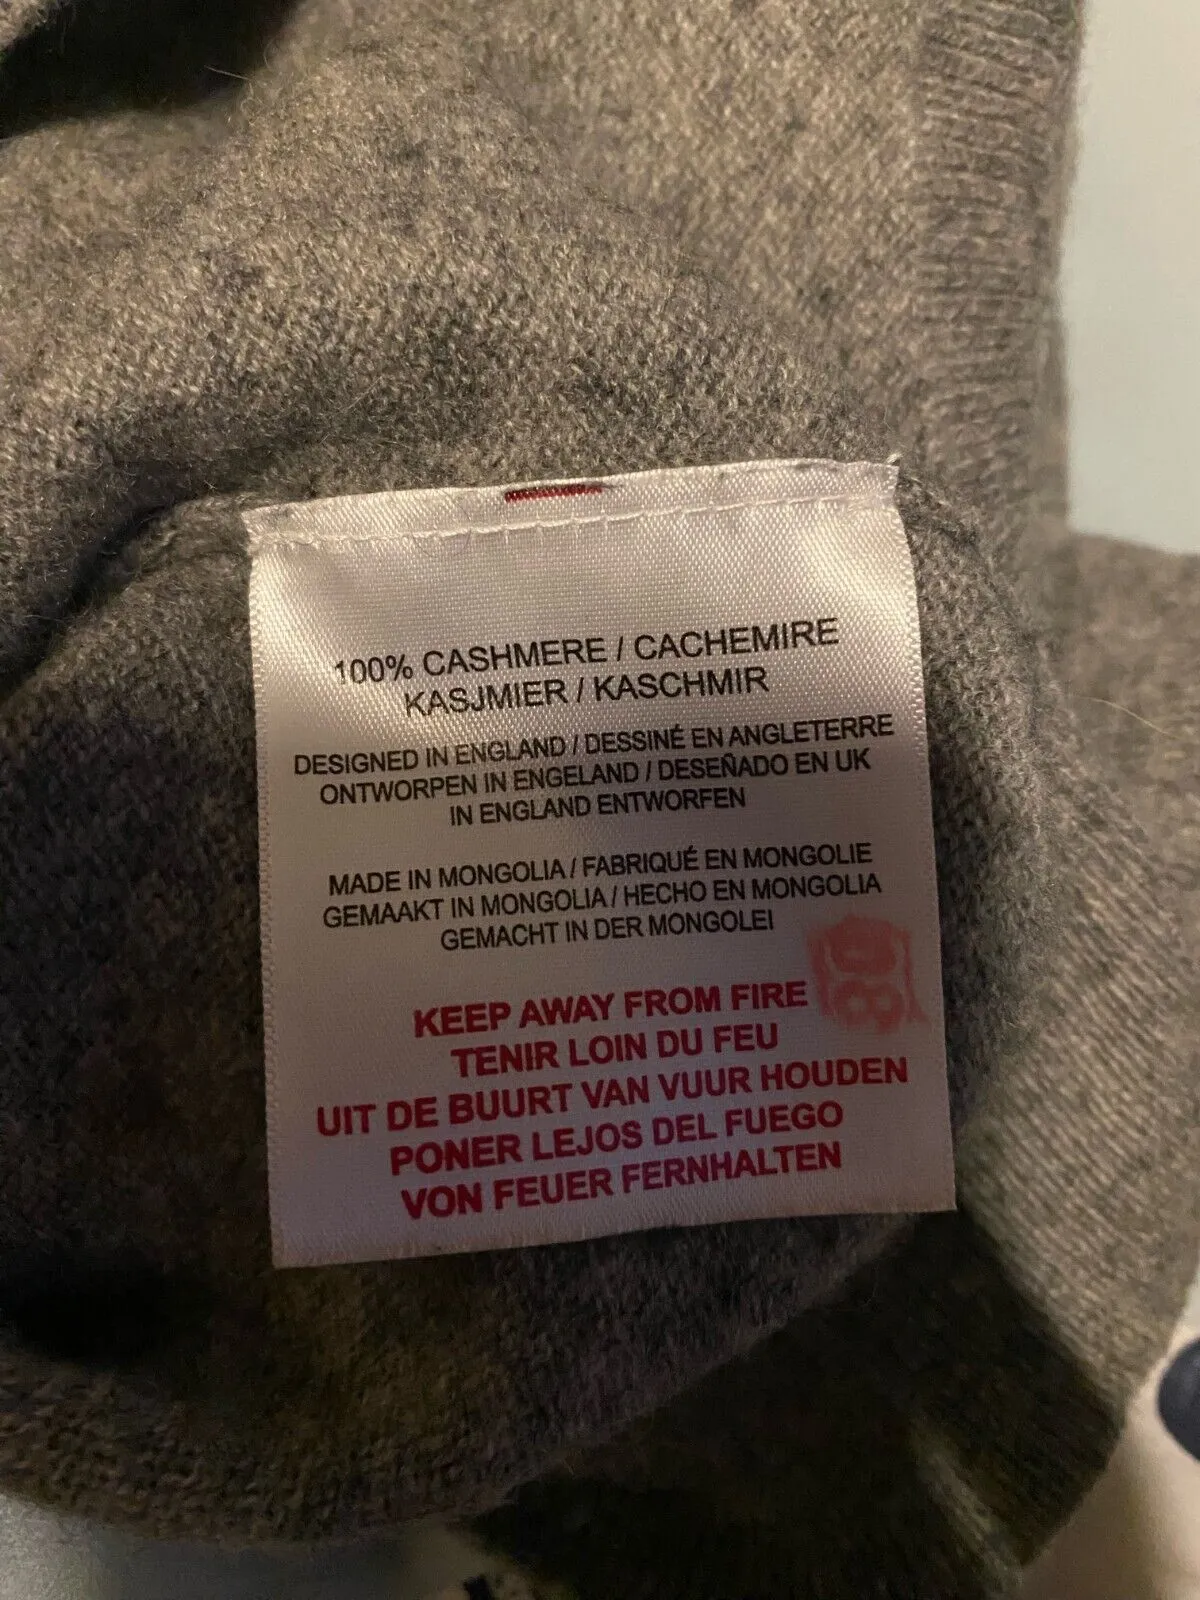 100% CASHMERE / CACHEMIRE
KASJMIER / KASCHMIR
DESIGNED IN ENGLAND / DESSINÉ EN ANGLETERRE
ONTWORPEN IN ENGELAND / DESEÑADO EN UK
IN ENGLAND ENTWORFEN
MADE IN MONGOLIA / FABRIQUÉ EN MONGOLIE
GEMAAKT IN MONGOLIA / HECHO EN MONGOLIA
GEMACHT IN DER MONGOLEI
KEEP AWAY FROM FIRE
TENIR LOIN DU FEU
UIT DE BUURT VAN VUUR HOUDEN
PONER LEJOS DEL FUEGO
VON FEUER FERNHALTEN